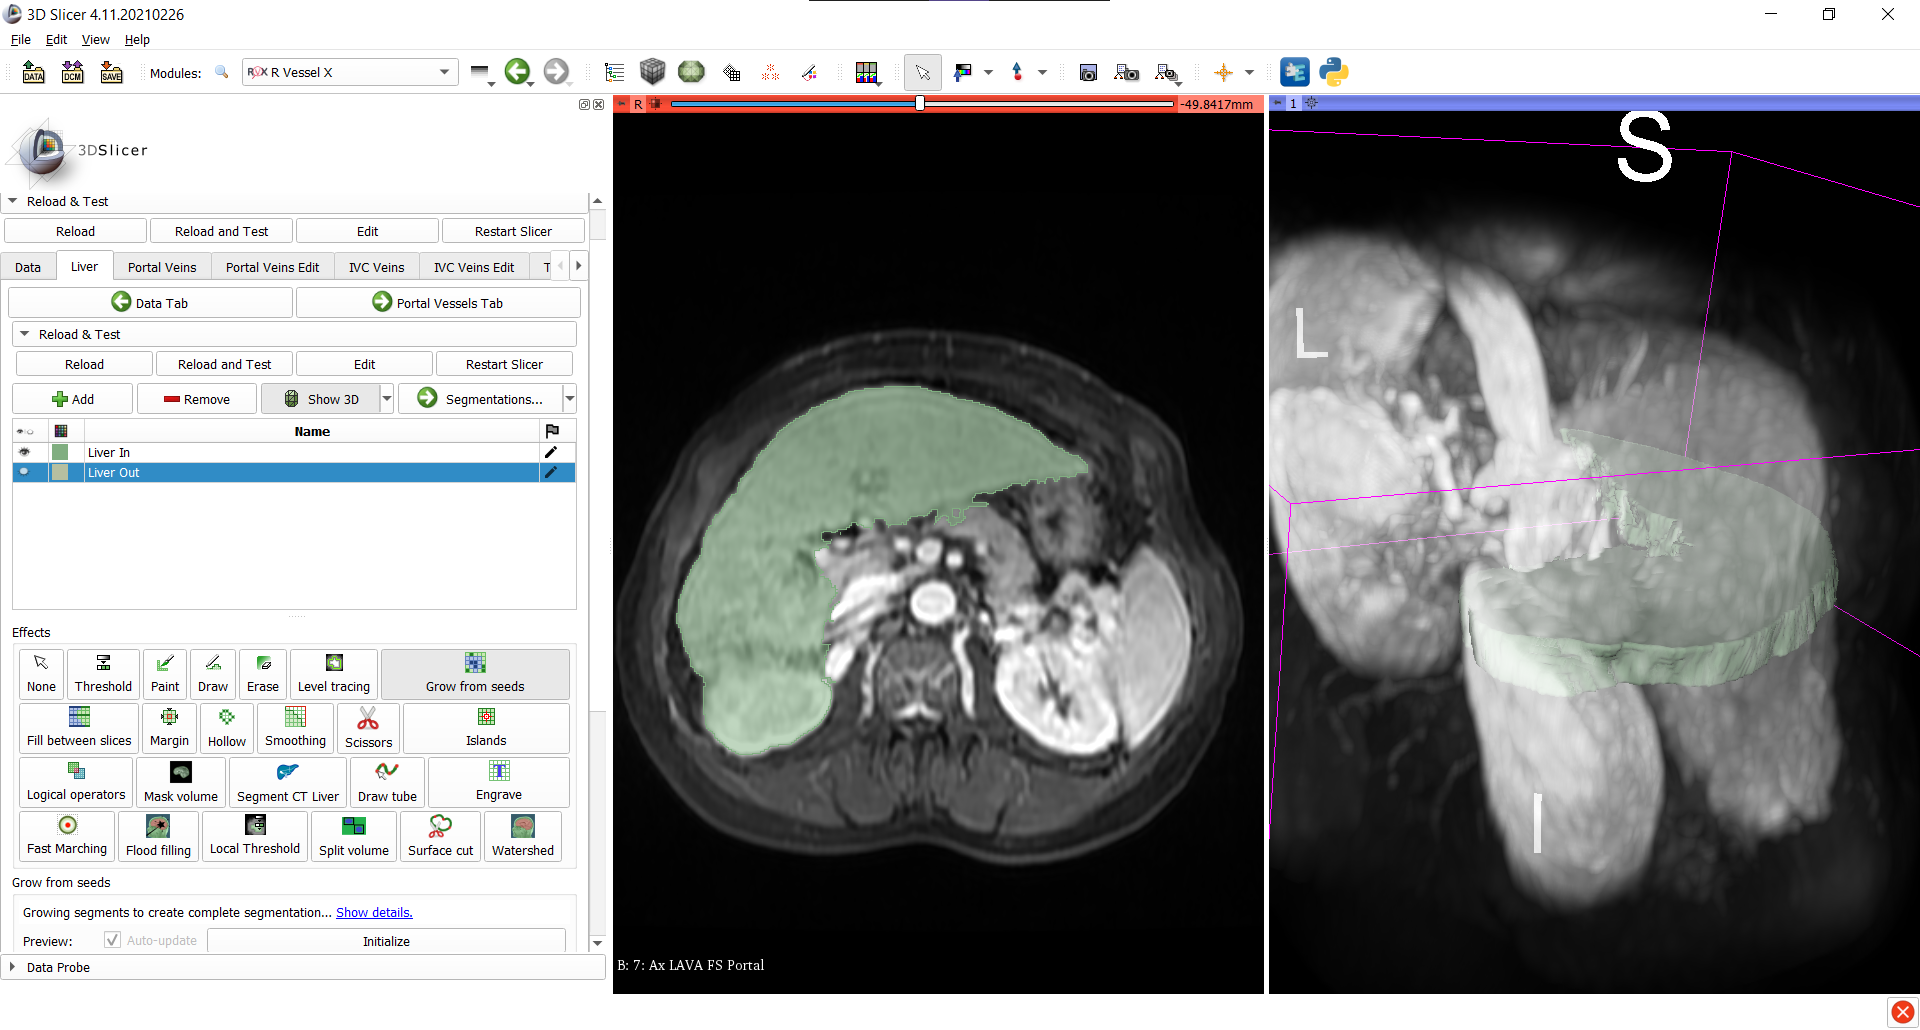 3D Slicer 4.11.20210226
File Edit View Help
DATA DCM SAVE Modules: R Vessel X
R -49.8417mm 1
3DSlicer
Reload & Test
Reload Reload and Test Edit Restart Slicer
Data Liver Portal Veins Portal Veins Edit IVC Veins IVC Veins Edit T
Data Tab Portal Vessels Tab
Reload & Test
Reload Reload and Test Edit Restart Slicer
Add Remove Show 3D Segmentations...
Name
Liver In
Liver Out
Effects
None Threshold Paint Draw Erase Level tracing Grow from seeds
Fill between slices Margin Hollow Smoothing Scissors Islands
Logical operators Mask volume Segment CT Liver Draw tube Engrave
Fast Marching Flood filling Local Threshold Split volume Surface cut Watershed
Grow from seeds
Growing segments to create complete segmentation... Show details.
Preview: Auto-update Initialize
Data Probe
B: 7: Ax LAVA FS Portal
S
L
I